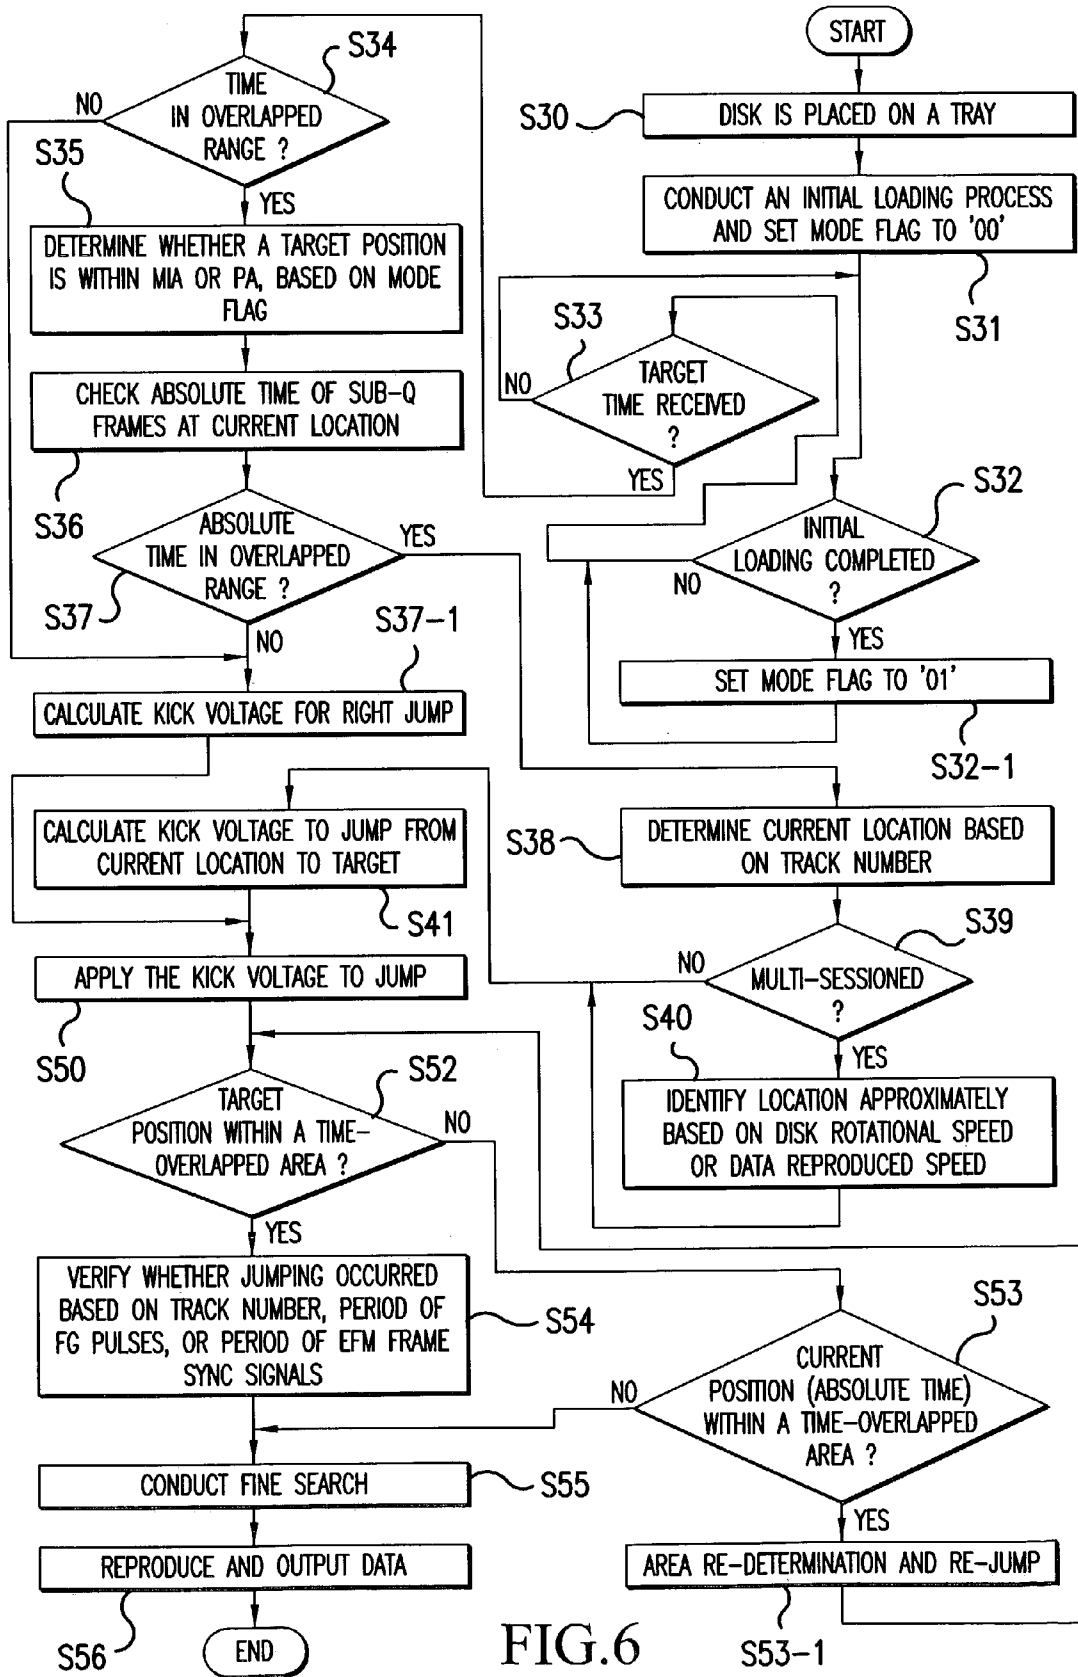 START
S30
DISK IS PLACED ON A TRAY
CONDUCT AN INITIAL LOADING PROCESS
AND SET MODE FLAG TO '00'
S31
S33
TARGET
TIME RECEIVED
?
NO
YES
S32
INITIAL
LOADING COMPLETED
?
NO
YES
SET MODE FLAG TO '01'
S32-1
S34
TIME
IN OVERLAPPED
RANGE ?
NO
YES
S35
DETERMINE WHETHER A TARGET POSITION
IS WITHIN MIA OR PA, BASED ON MODE
FLAG
CHECK ABSOLUTE TIME OF SUB-Q
FRAMES AT CURRENT LOCATION
S36
ABSOLUTE
TIME IN OVERLAPPED
RANGE ?
YES
S37
NO
S37-1
CALCULATE KICK VOLTAGE FOR RIGHT JUMP
CALCULATE KICK VOLTAGE TO JUMP FROM
CURRENT LOCATION TO TARGET
S41
S38
DETERMINE CURRENT LOCATION BASED
ON TRACK NUMBER
S39
MULTI-SESSIONED
?
NO
YES
S40
IDENTIFY LOCATION APPROXIMATELY
BASED ON DISK ROTATIONAL SPEED
OR DATA REPRODUCED SPEED
APPLY THE KICK VOLTAGE TO JUMP
S50
S52
TARGET
POSITION WITHIN A TIME-
OVERLAPPED AREA ?
NO
YES
VERIFY WHETHER JUMPING OCCURRED
BASED ON TRACK NUMBER, PERIOD OF
FG PULSES, OR PERIOD OF EFM FRAME
SYNC SIGNALS
S54
S53
CURRENT
POSITION (ABSOLUTE TIME)
WITHIN A TIME-OVERLAPPED
AREA ?
NO
YES
AREA RE-DETERMINATION AND RE-JUMP
S53-1
CONDUCT FINE SEARCH
S55
REPRODUCE AND OUTPUT DATA
S56
END
FIG.6